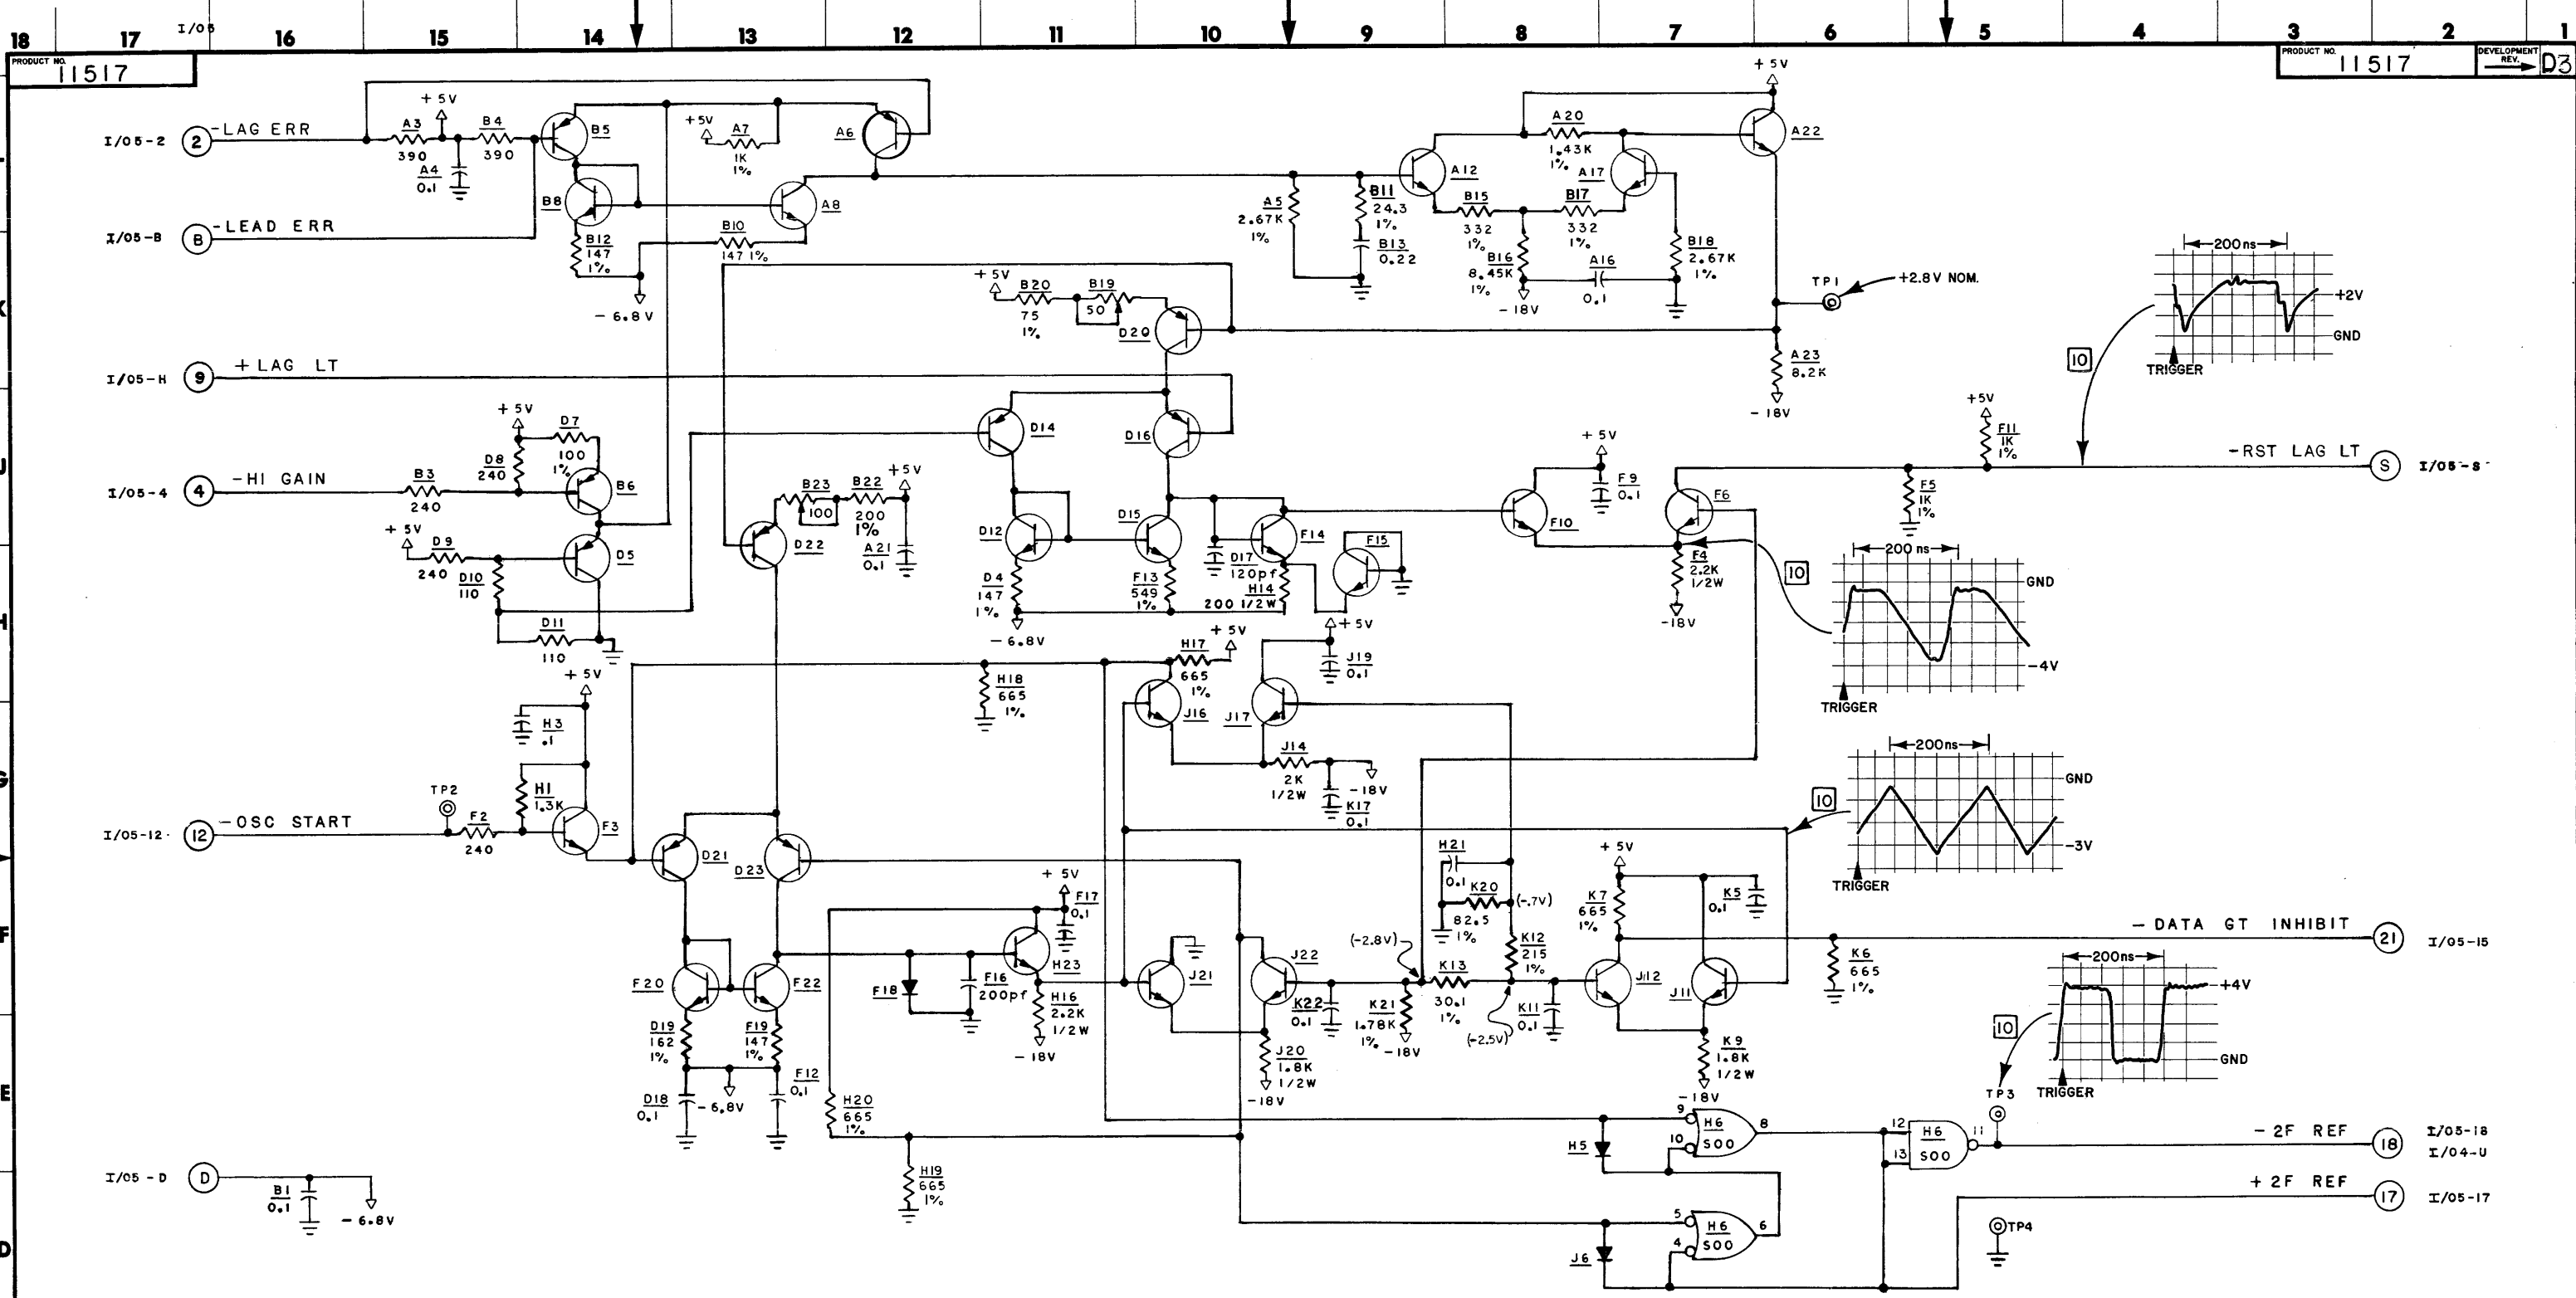 I/05
18 17 16 15 14 13 12 11 10 9 8 7 6 5 4 3 2 1
PRODUCT NO. 11517
PRODUCT NO. 11517
DEVELOPMENT REV. D3
I/05-2 2 -LAG ERR
A3 390
+5V
B4 390
A4 0.1
B5
+5V
A7 1K 1%
A6
B8
A8
I/05-B B -LEAD ERR
B12 147 1%
B10 147 1%
-6.8V
A5 2.67K 1%
B11 24.3 1%
B13 0.22
A12
+5V
A20 1.43K 1%
A17
A22
B15 332 1%
B17 332 1%
B16 8.45K 1%
A16 0.1
B18 2.67K 1%
-18V
TP1
+2.8V NOM.
A23 8.2K
-18V
+5V
B20 75 1%
B19 50
D20
200ns
+2V
GND
TRIGGER
10
I/05-H 9 +LAG LT
D14
D16
+5V
D7 100 1%
D8 240
I/05-4 4 -HI GAIN
B3 240
B6
+5V
D9 240
D10 110
D5
D11 110
B23 100
B22 200 1%
+5V
D22
A21 0.1
D12
D15
F14
D17 120pf
F15
D4 147 1%
F13 549 1%
H14 200 1/2W
-6.8V
+5V
F10
F9 0.1
F6
F4 2.2K 1/2W
-18V
+5V
F11 1K 1%
F5 1K 1%
-RST LAG LT S I/05-S
10
200 ns
GND
-4V
TRIGGER
+5V
H3 .1
H1 1.3K
TP2
I/05-12 12 -OSC START
F2 240
F3
H18 665 1%
+5V
H17 665 1%
+5V
J19 0.1
J16
J17
J14 2K 1/2W
-18V
K17 0.1
10
200ns
GND
-3V
TRIGGER
D21
D23
+5V
F17 0.1
H23
F18
F16 200pf
H16 2.2K 1/2W
-18V
F20
F22
D19 162 1%
F19 147 1%
D18 0.1
-6.8V
F12 0.1
H20 665 1%
H19 665 1%
J21
J22
J20 1.8K 1/2W
-18V
K22 0.1
(-2.8V)
K21 1.78K 1%
-18V
K13 30.1 1%
(-2.5V)
H21 0.1
K20 82.5 1%
(-.7V)
K12 215 1%
K11 0.1
+5V
K7 665 1%
K5 0.1
J12
J11
K9 1.8K 1/2W
-18V
K6 665 1%
-DATA GT INHIBIT 21 I/05-15
200ns
+4V
GND
TRIGGER
10
TP3
9 10 H6 S00 8
H5
12 13 H6 S00 11
-2F REF 18 I/05-18
I/04-U
+2F REF 17 I/05-17
5 4 H6 S00 6
J6
TP4
I/05-D D
B1 0.1
-6.8V
K
J
F
E
D